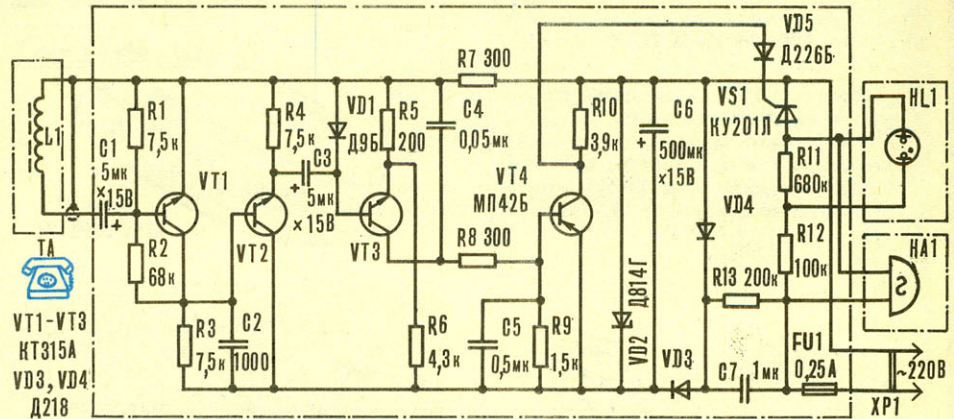 R7 300
VD5
Д226Б
R1
7,5к
R4
7,5к
VD1
Д9Б
R5
200
C4
0,05мк
R10
3,9к
C6
500мк
×15В
VS1
КУ201Л
HL1
L1
C1
5мк
×15В
+
VT1
C3
+
5мк
×15В
VT4
МП42Б
+
R11
680к
R2
68к
VT2
VT3
R8 300
VD4
R12
100к
HA1
S
TA
R13 200к
VT1-VT3
КТ315А
VD3, VD4
Д218
R3
7,5к
C2
1000
R6
4,3к
C5
0,5мк
R9
1,5к
Д814Г
VD2
VD3
C7
1мк
FU1
0,25А
~220В
XP1